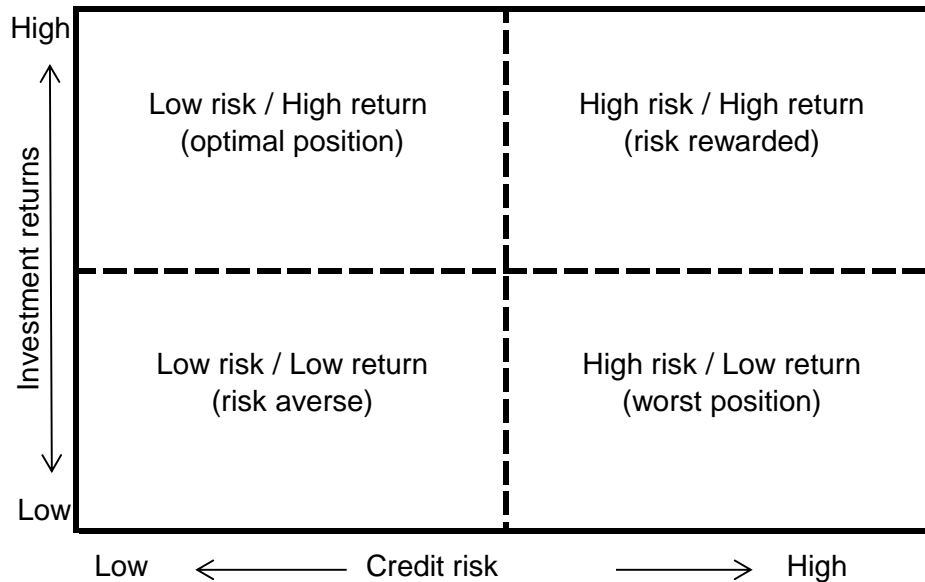 High
Low risk / High return
(optimal position)
High risk / High return
(risk rewarded)
Investment returns
Low risk / Low return
(risk averse)
High risk / Low return
(worst position)
Low
Low
Credit risk
High